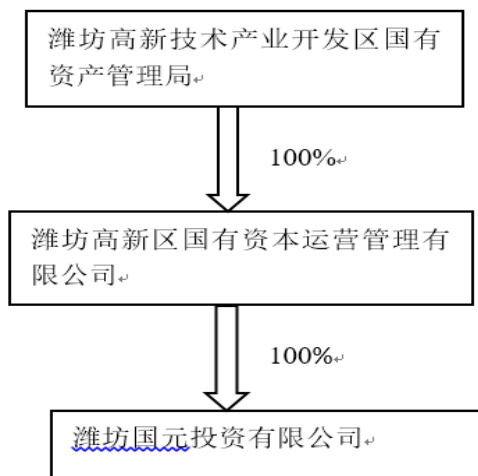 潍坊高新技术产业开发区国有
资产管理局
100%
潍坊高新区国有资本运营管理有
限公司
100%
潍坊国元投资有限公司